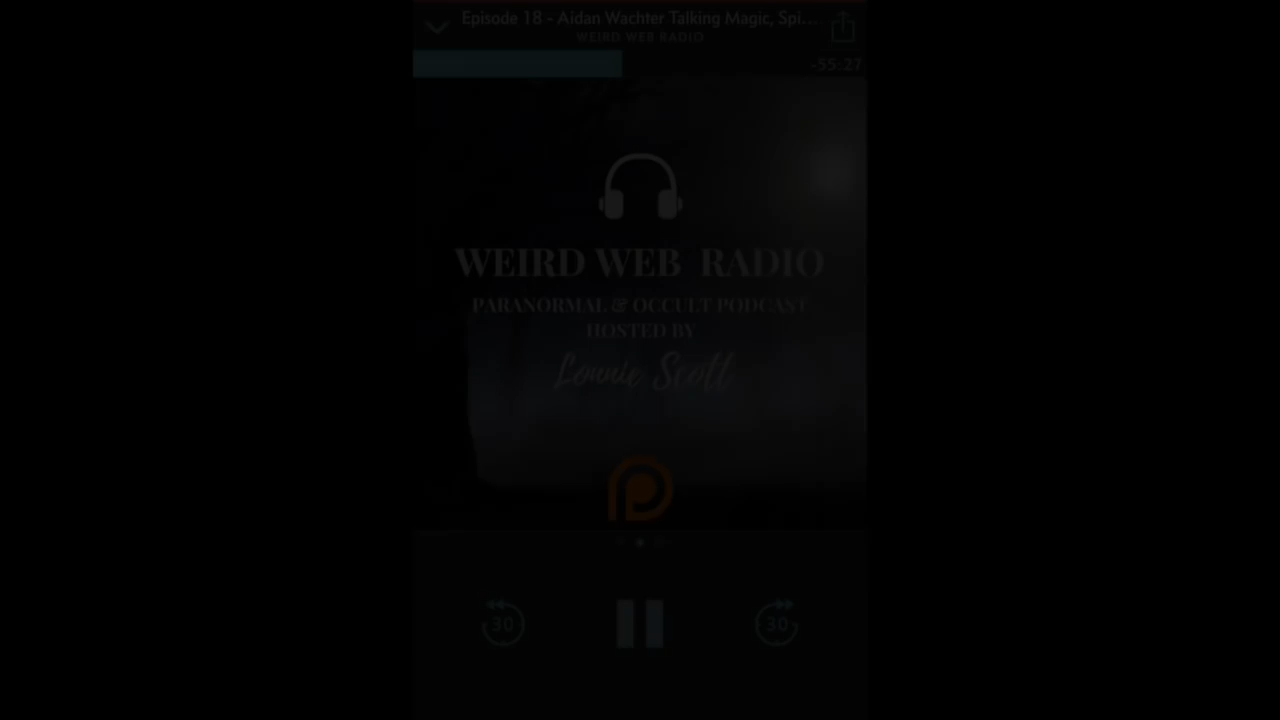 Episode 18 - Aidan Wachter Talking Magic, Spi...
WEIRD WEB RADIO
-55:27
WEIRD WEB RADIO
PARANORMAL & OCCULT PODCAST
HOSTED BY
Lonnie Scott
30
30